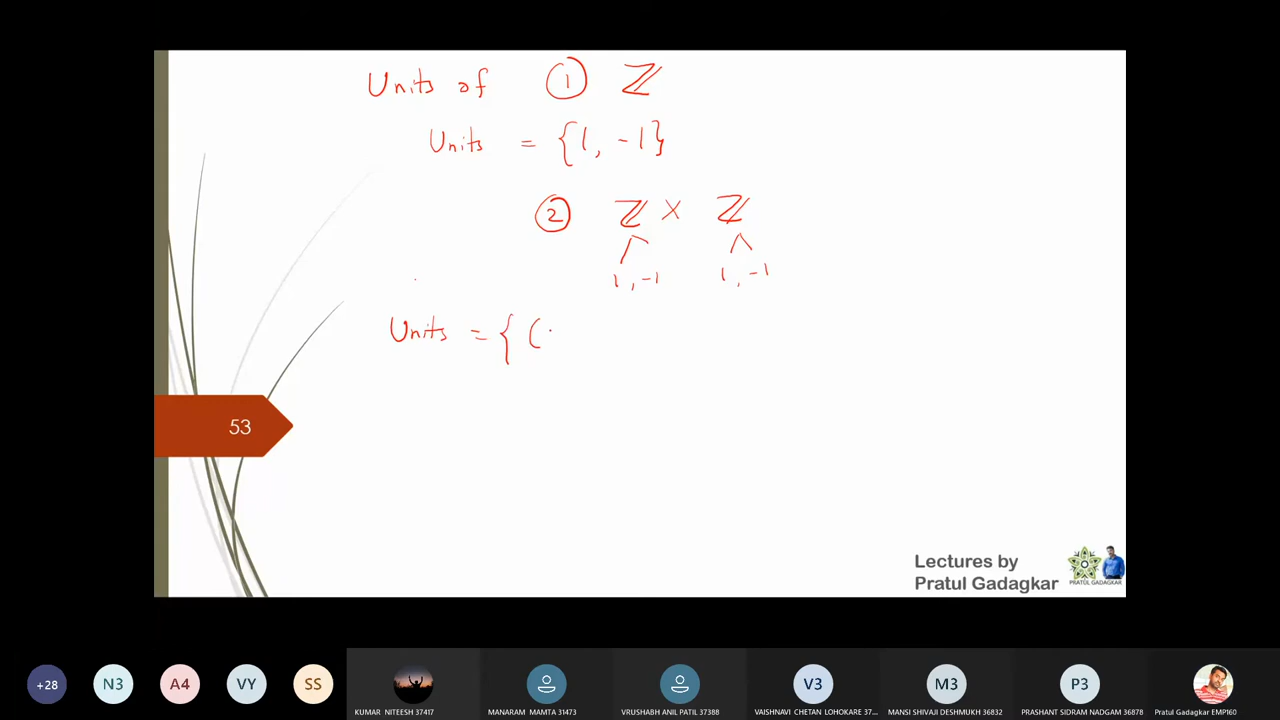 Units of ① ℤ
Units = {1, -1}
② ℤ × ℤ
1, -1 1, -1
Units = { (
53
Lectures by
Pratul Gadagkar
PRATUL GADAGKAR
+28 N3 A4 VY SS V3 M3 P3
KUMAR NITEESH 37417 MANARAM MAMTA 31473 VRUSHABH ANIL PATIL 37388 VAISHNAVI CHETAN LOHOKARE 37... MANSI SHIVAJI DESHMUKH 36832 PRASHANT SIDRAM NADGAM 36878 Pratul Gadagkar EMP160